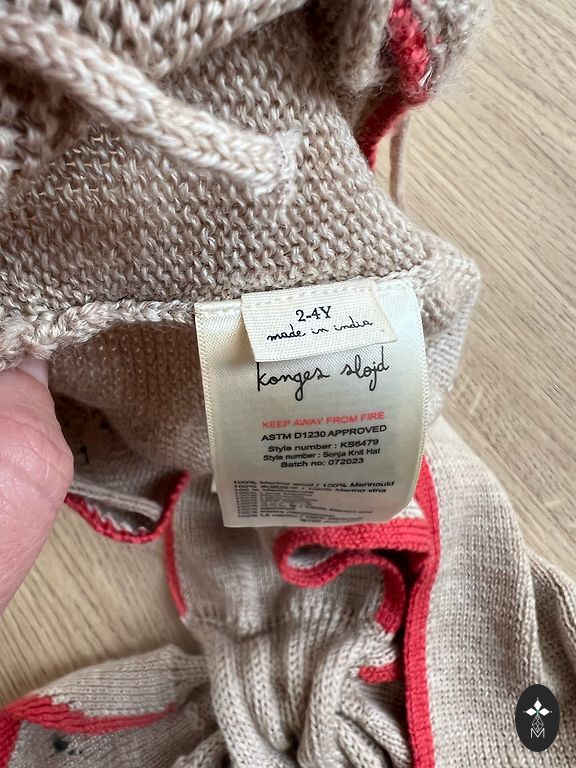 2-4Y
made in india
konges sløjd
KEEP AWAY FROM FIRE
ASTM D1230 APPROVED
Style number : KS6479
Style number : Sonja Knit Hat
Batch no: 072023
100% Merino wool / 100% Merinould
M